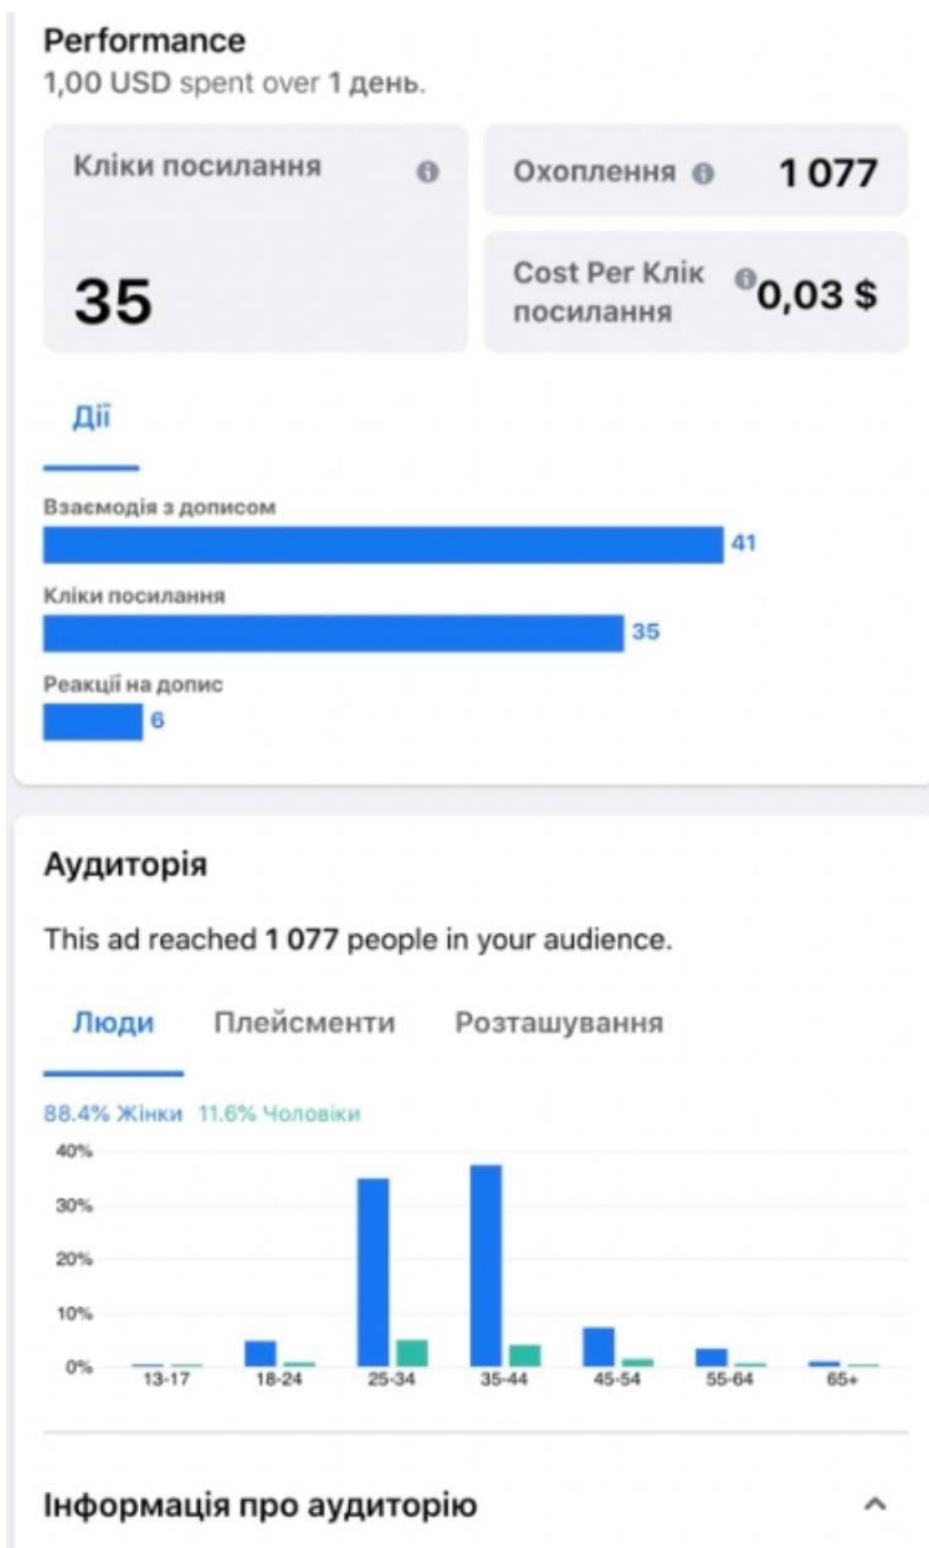 Performance
1,00 USD spent over 1 день.
Кліки посилання
35
Охоплення 1 077
Cost Per Клік
посилання
0,03 $
Дії
Взаємодія з дописом
41
Кліки посилання
35
Реакції на допис
6
Аудиторія
This ad reached 1 077 people in your audience.
Люди Плейсменти Розташування
88.4% Жінки 11.6% Чоловіки
40%
30%
20%
10%
0%
13-17 18-24 25-34 35-44 45-54 55-64 65+
Інформація про аудиторію